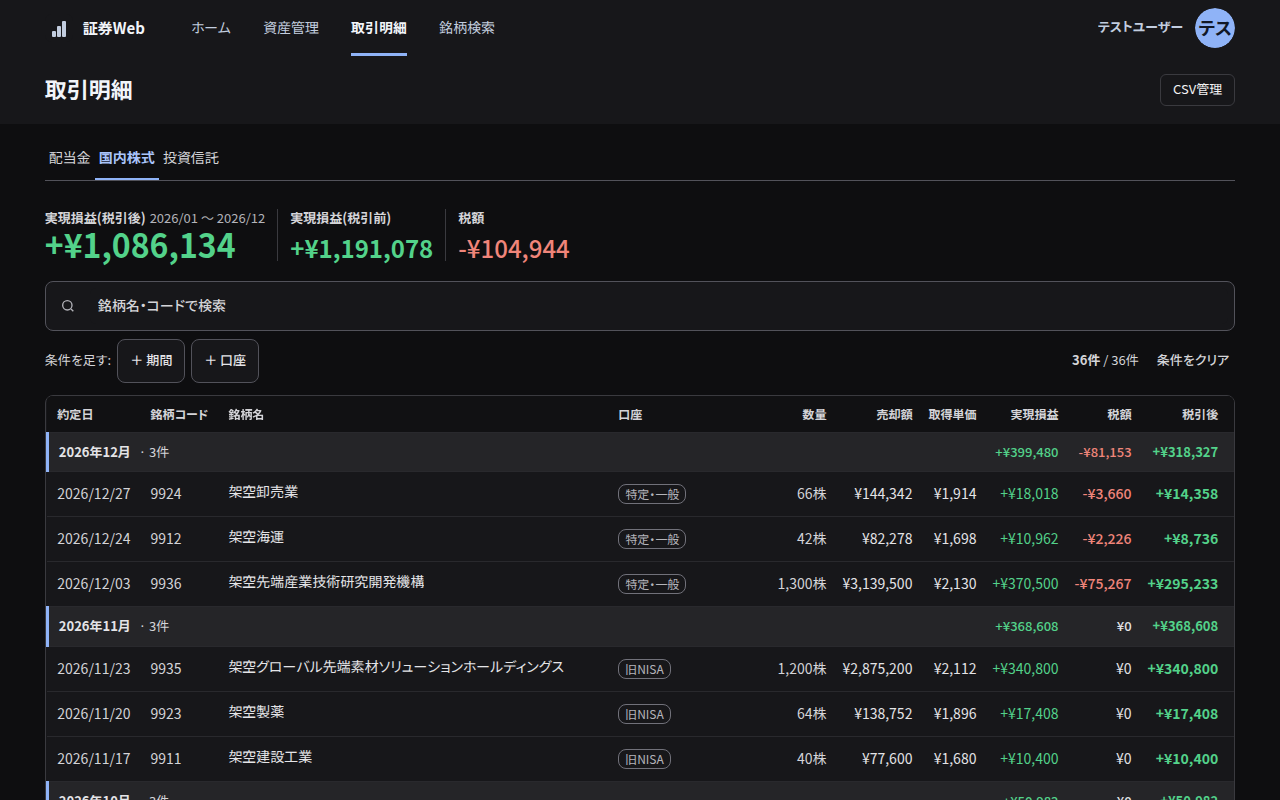 証券Web ホーム 資産管理 取引明細 銘柄検索 テストユーザー テス
取引明細 CSV管理
配当金 国内株式 投資信託
実現損益(税引後) 2026/01 〜 2026/12 実現損益(税引前) 税額
+¥1,086,134 +¥1,191,078 -¥104,944
銘柄名・コードで検索
条件を足す: ＋ 期間 ＋ 口座 36件 / 36件 条件をクリア
約定日 銘柄コード 銘柄名 口座 数量 売却額 取得単価 実現損益 税額 税引後
2026年12月 · 3件 +¥399,480 -¥81,153 +¥318,327
2026/12/27 9924 架空卸売業 特定・一般 66株 ¥144,342 ¥1,914 +¥18,018 -¥3,660 +¥14,358
2026/12/24 9912 架空海運 特定・一般 42株 ¥82,278 ¥1,698 +¥10,962 -¥2,226 +¥8,736
2026/12/03 9936 架空先端産業技術研究開発機構 特定・一般 1,300株 ¥3,139,500 ¥2,130 +¥370,500 -¥75,267 +¥295,233
2026年11月 · 3件 +¥368,608 ¥0 +¥368,608
2026/11/23 9935 架空グローバル先端素材ソリューションホールディングス 旧NISA 1,200株 ¥2,875,200 ¥2,112 +¥340,800 ¥0 +¥340,800
2026/11/20 9923 架空製薬 旧NISA 64株 ¥138,752 ¥1,896 +¥17,408 ¥0 +¥17,408
2026/11/17 9911 架空建設工業 旧NISA 40株 ¥77,600 ¥1,680 +¥10,400 ¥0 +¥10,400
2026年10月 · 3件 ¥0